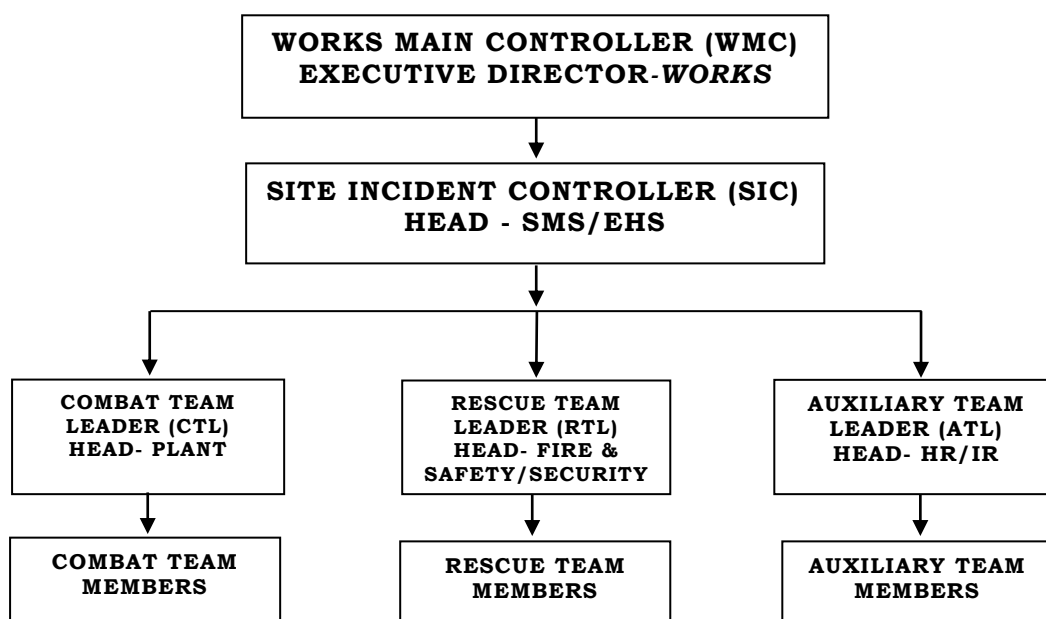 WORKS MAIN CONTROLLER (WMC)
EXECUTIVE DIRECTOR-WORKS
SITE INCIDENT CONTROLLER (SIC)
HEAD - SMS/EHS
COMBAT TEAM
LEADER (CTL)
HEAD- PLANT
RESCUE TEAM
LEADER (RTL)
HEAD- FIRE &
SAFETY/SECURITY
AUXILIARY TEAM
LEADER (ATL)
HEAD- HR/IR
COMBAT TEAM
MEMBERS
RESCUE TEAM
MEMBERS
AUXILIARY TEAM
MEMBERS